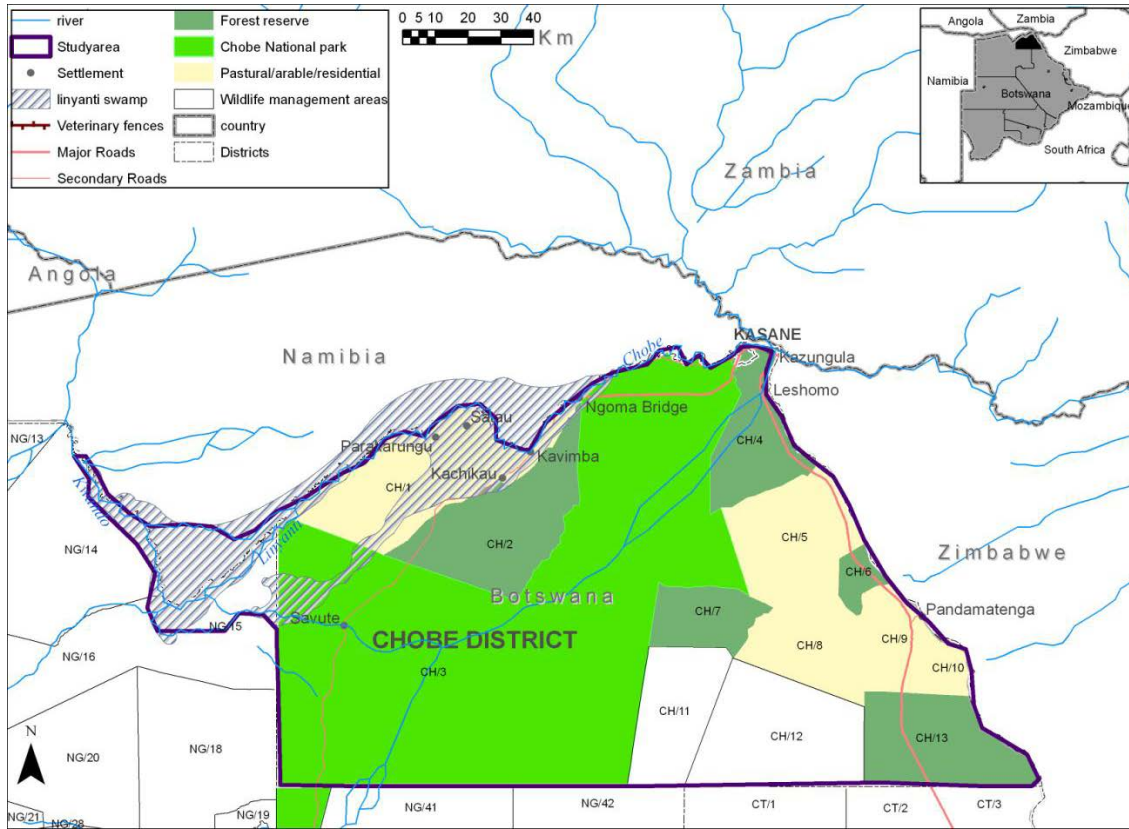 river
Studyarea
Settlement
linyanti swamp
Veterinary fences
Major Roads
Secondary Roads
Forest reserve
Chobe National park
Pastural/arable/residential
Wildlife management areas
country
Districts
0 5 10 20 30 40
Km
Angola
Zambia
Zimbabwe
Namibia
Botswana
Mozambique
South Africa
Zambia
Angola
Namibia
Chobe
KASANE
Kazungula
Leshomo
Ngoma Bridge
Satau
Parakarungu
Kavimba
Kachikau
NG/13
CH/1
CH/4
Kwando
Linyanti
CH/2
CH/5
NG/14
Zimbabwe
CH/6
Botswana
CH/7
Pandamatenga
Savute
NG/15
CHOBE DISTRICT
CH/8
CH/9
NG/16
CH/3
CH/10
CH/11
N
CH/12
CH/13
NG/20
NG/18
NG/41
NG/42
CT/1
CT/2
CT/3
NG/21
NG/28
NG/19